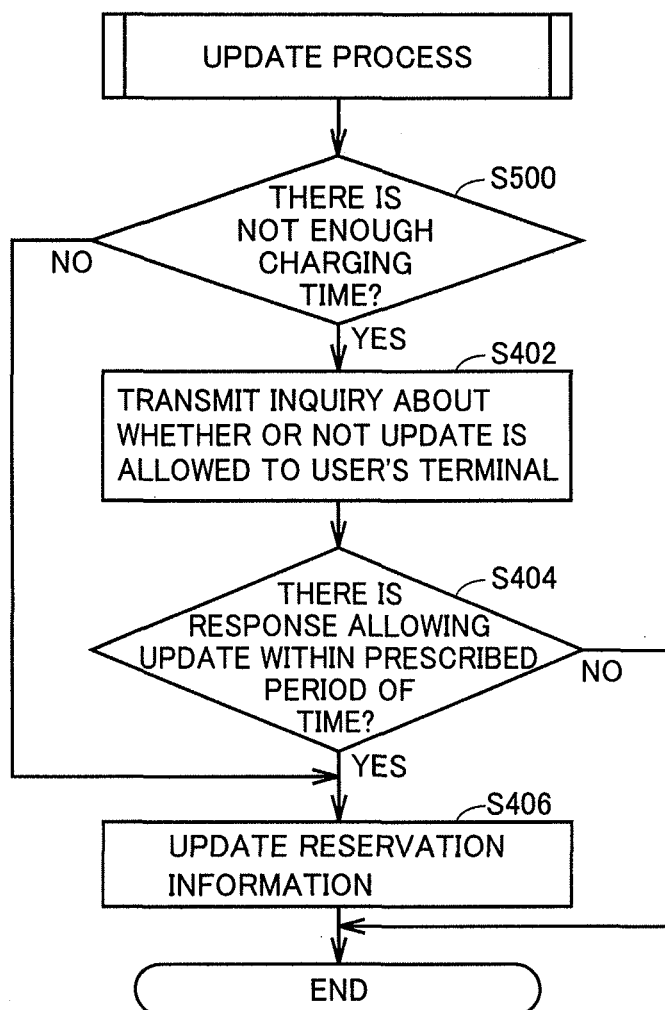 UPDATE PROCESS
S500
THERE IS
NOT ENOUGH
CHARGING
TIME?
NO
YES
S402
TRANSMIT INQUIRY ABOUT
WHETHER OR NOT UPDATE IS
ALLOWED TO USER'S TERMINAL
S404
THERE IS
RESPONSE ALLOWING
UPDATE WITHIN PRESCRIBED
PERIOD OF
TIME?
NO
YES
S406
UPDATE RESERVATION
INFORMATION
END